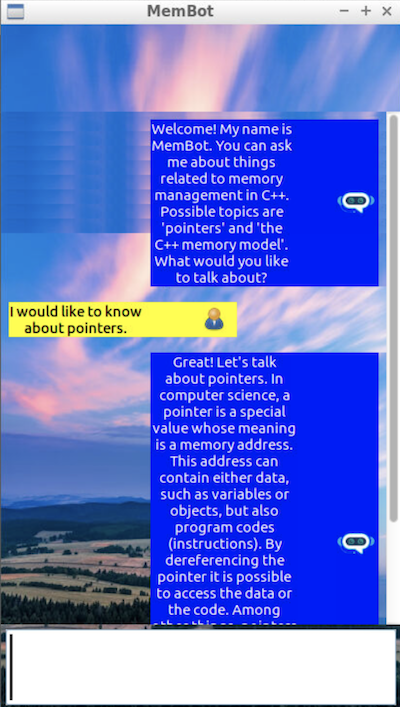 MemBot
Welcome! My name is
MemBot. You can ask
me about things
related to memory
management in C++.
Possible topics are
'pointers' and 'the
C++ memory model'.
What would you like
to talk about?
I would like to know
about pointers.
Great! Let's talk
about pointers. In
computer science, a
pointer is a special
value whose meaning
is a memory address.
This address can
contain either data,
such as variables or
objects, but also
program codes
(instructions). By
dereferencing the
pointer it is possible
to access the data or
the code. Among
other things, pointers